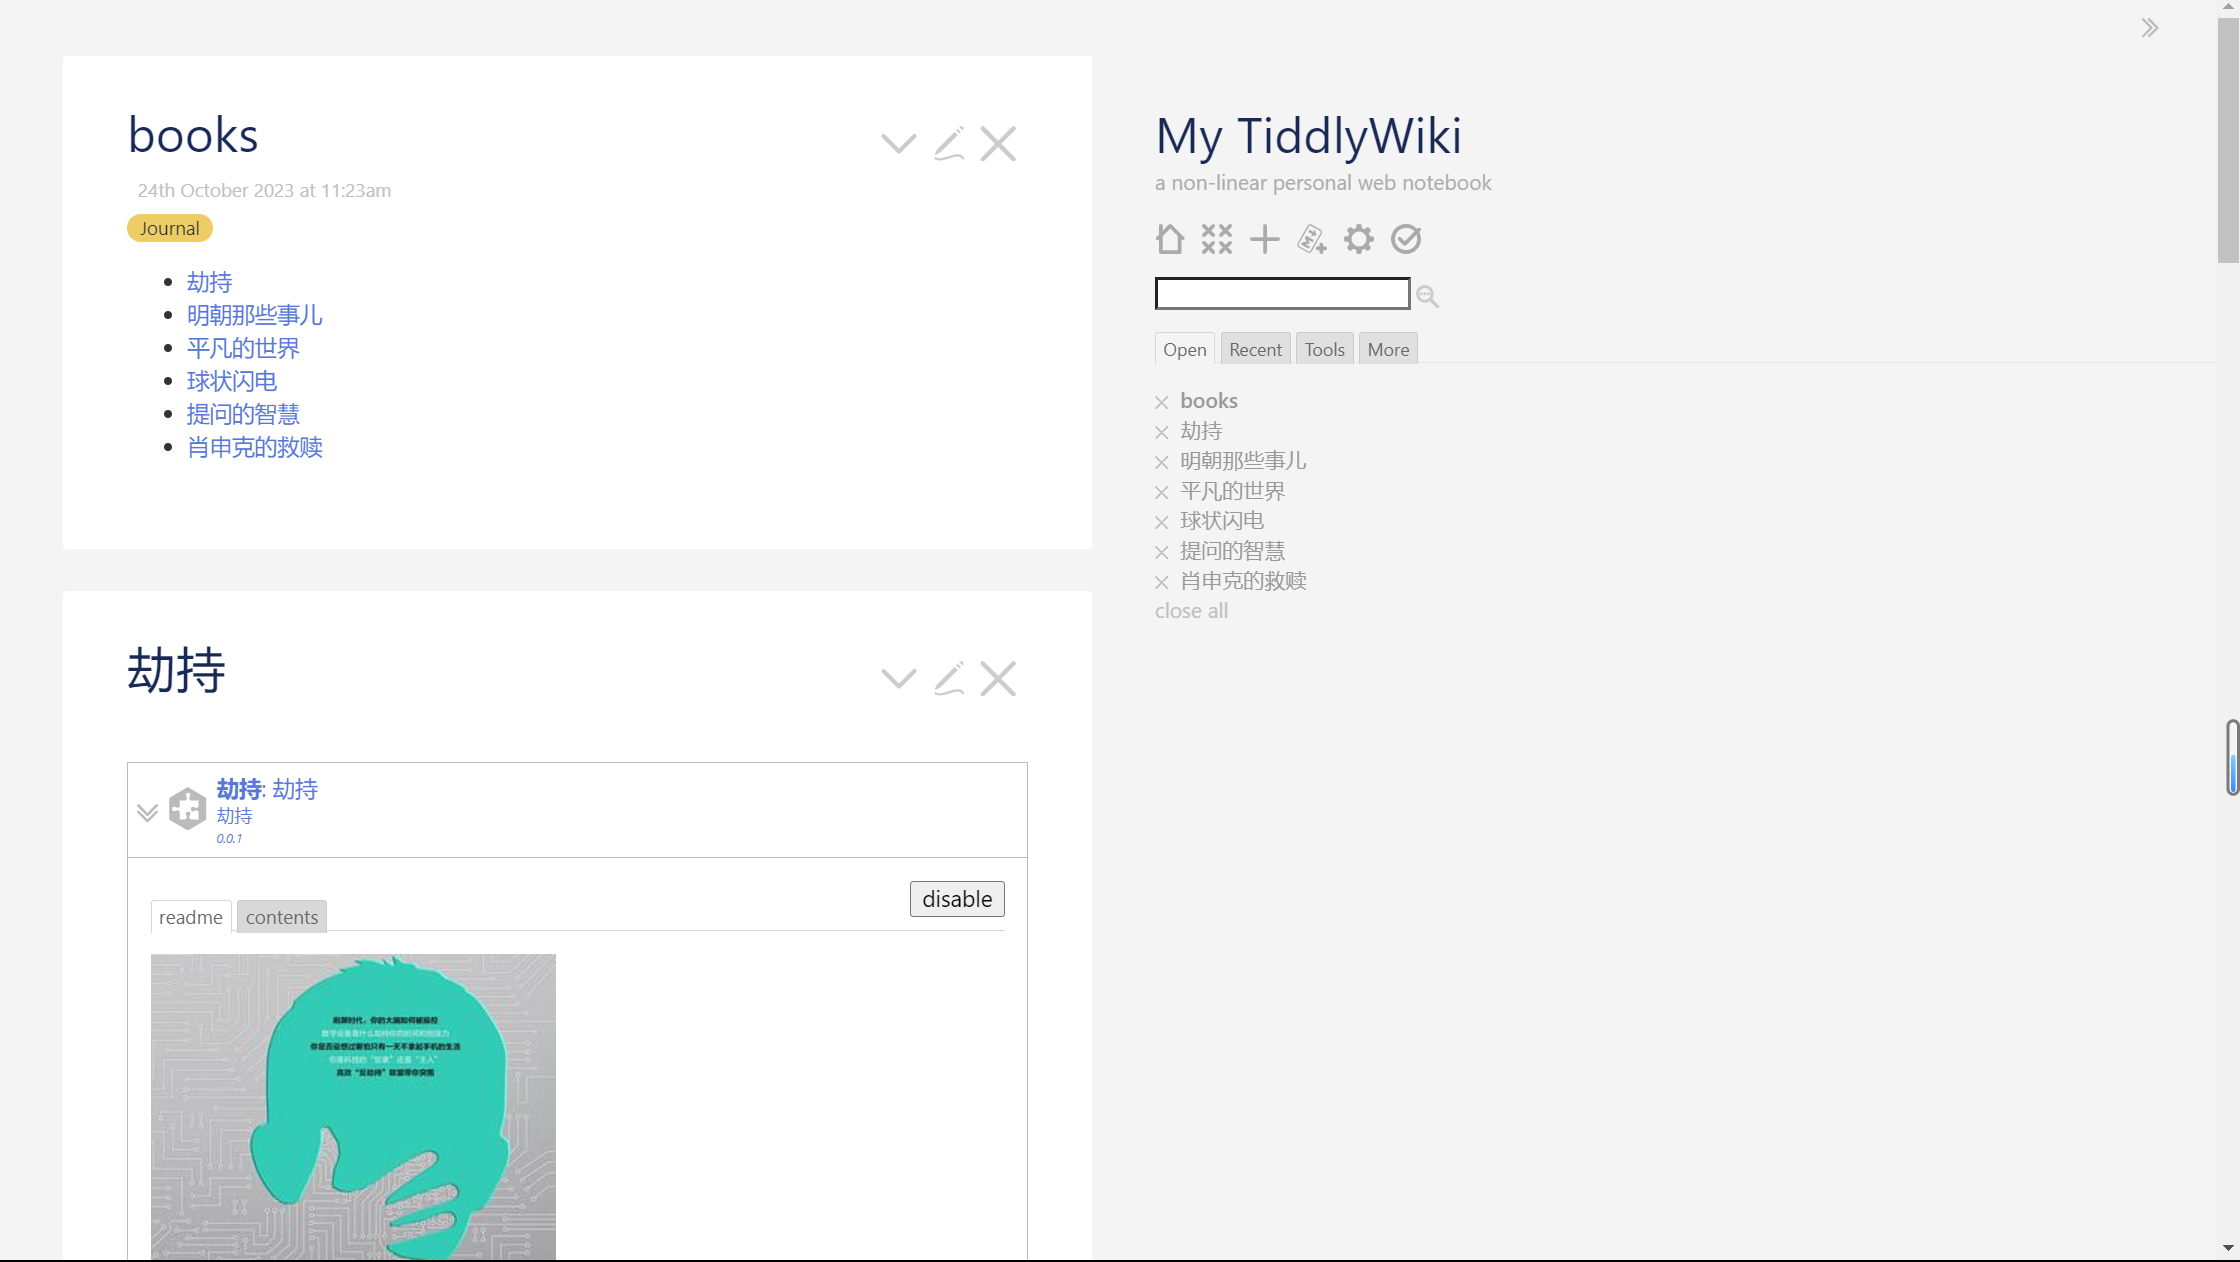 books
24th October 2023 at 11:23am
Journal
劫持
明朝那些事儿
平凡的世界
球状闪电
提问的智慧
肖申克的救赎
劫持
劫持: 劫持
劫持
0.0.1
disable
readme
contents
My TiddlyWiki
a non-linear personal web notebook
Open
Recent
Tools
More
books
劫持
明朝那些事儿
平凡的世界
球状闪电
提问的智慧
肖申克的救赎
close all